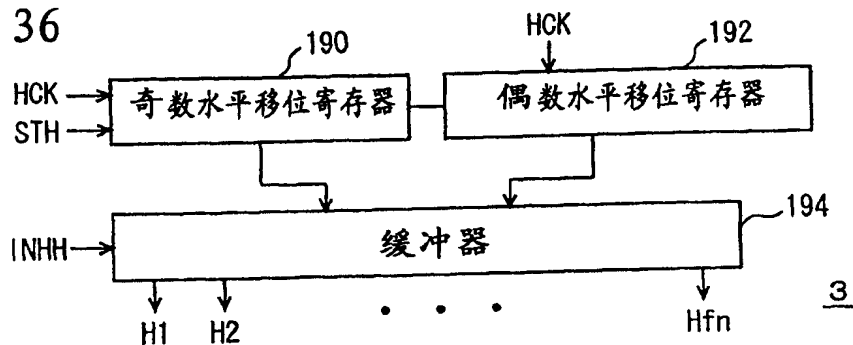 36
190
HCK
192
HCK
STH
奇数水平移位寄存器
偶数水平移位寄存器
194
INHH
缓冲器
H1
H2
. . .
Hfn
3